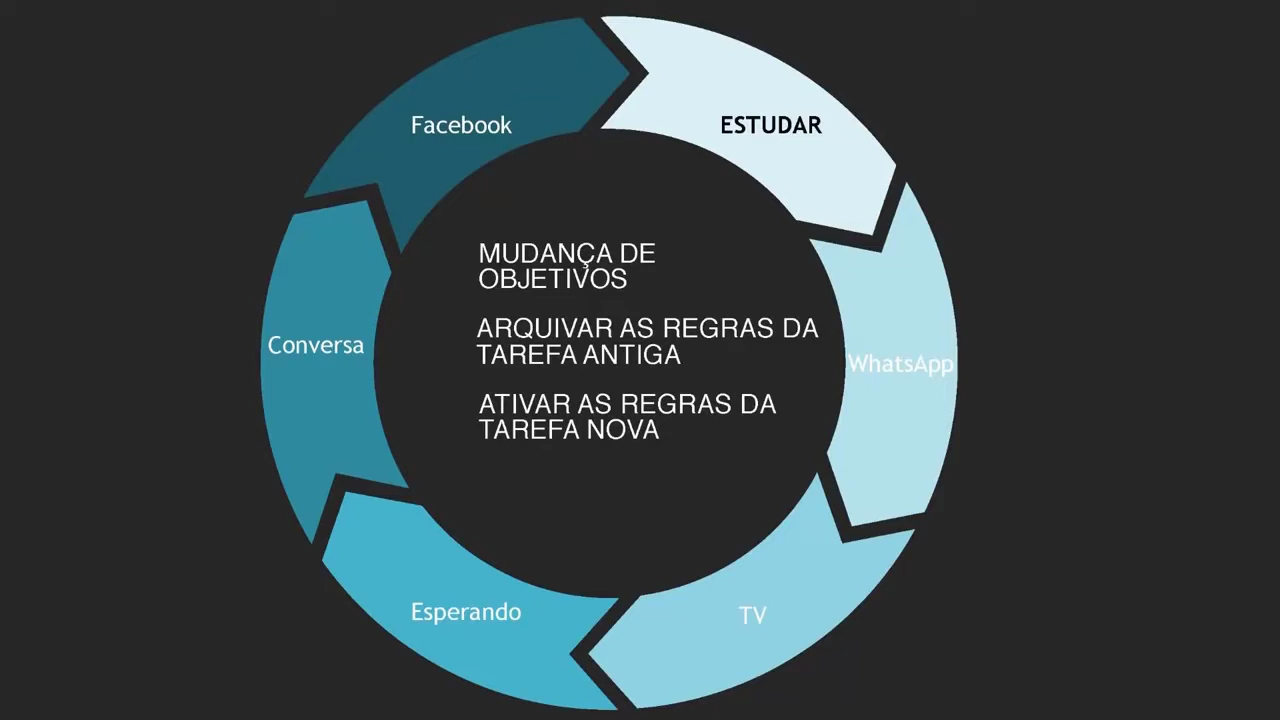 Facebook
ESTUDAR
MUDANÇA DE
OBJETIVOS
ARQUIVAR AS REGRAS DA
TAREFA ANTIGA
Conversa
WhatsApp
ATIVAR AS REGRAS DA
TAREFA NOVA
Esperando
TV